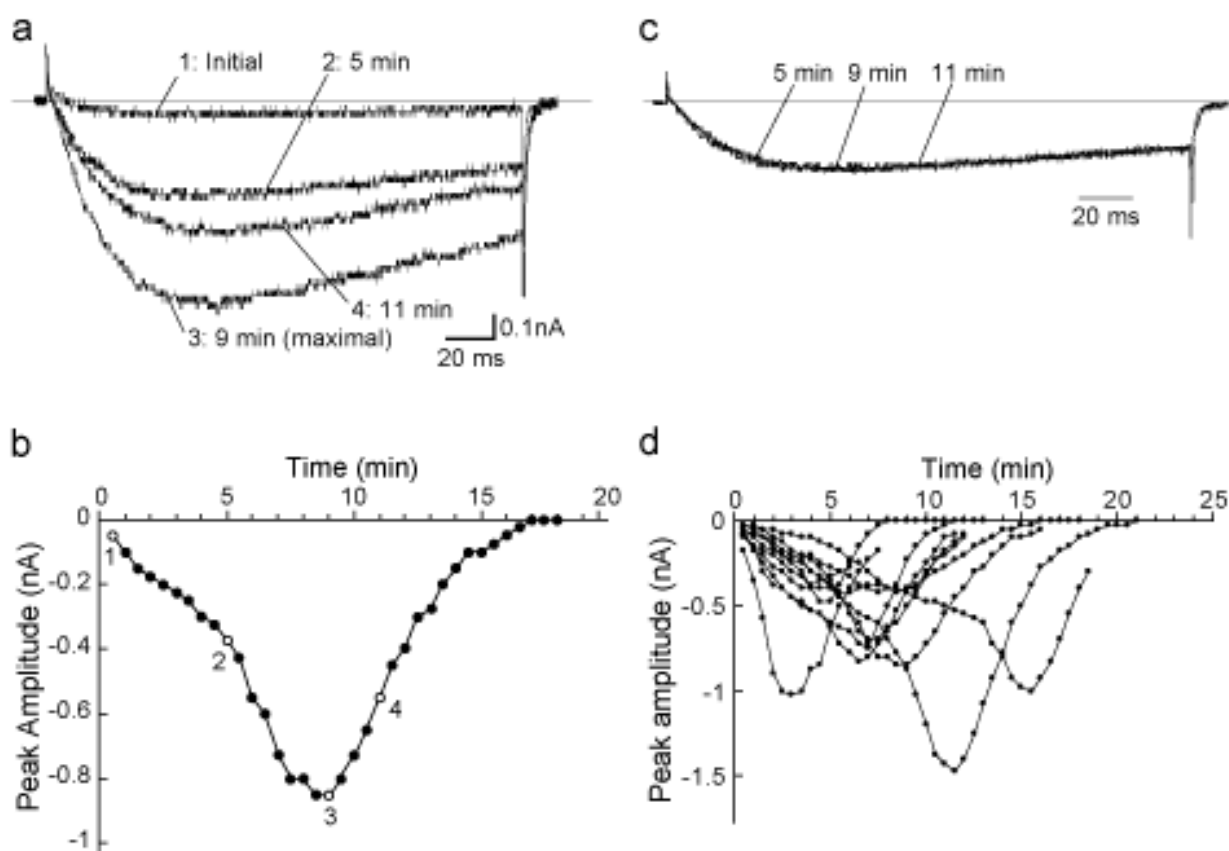 a
1: Initial
2: 5 min
4: 11 min
3: 9 min (maximal)
0.1nA
20 ms
c
5 min 9 min 11 min
20 ms
b
Time (min)
0 5 10 15 20
Peak Amplitude (nA)
0
-0.2
-0.4
-0.6
-0.8
-1
1
2
3
4
d
Time (min)
0 5 10 15 20 25
Peak amplitude (nA)
0
-0.5
-1
-1.5